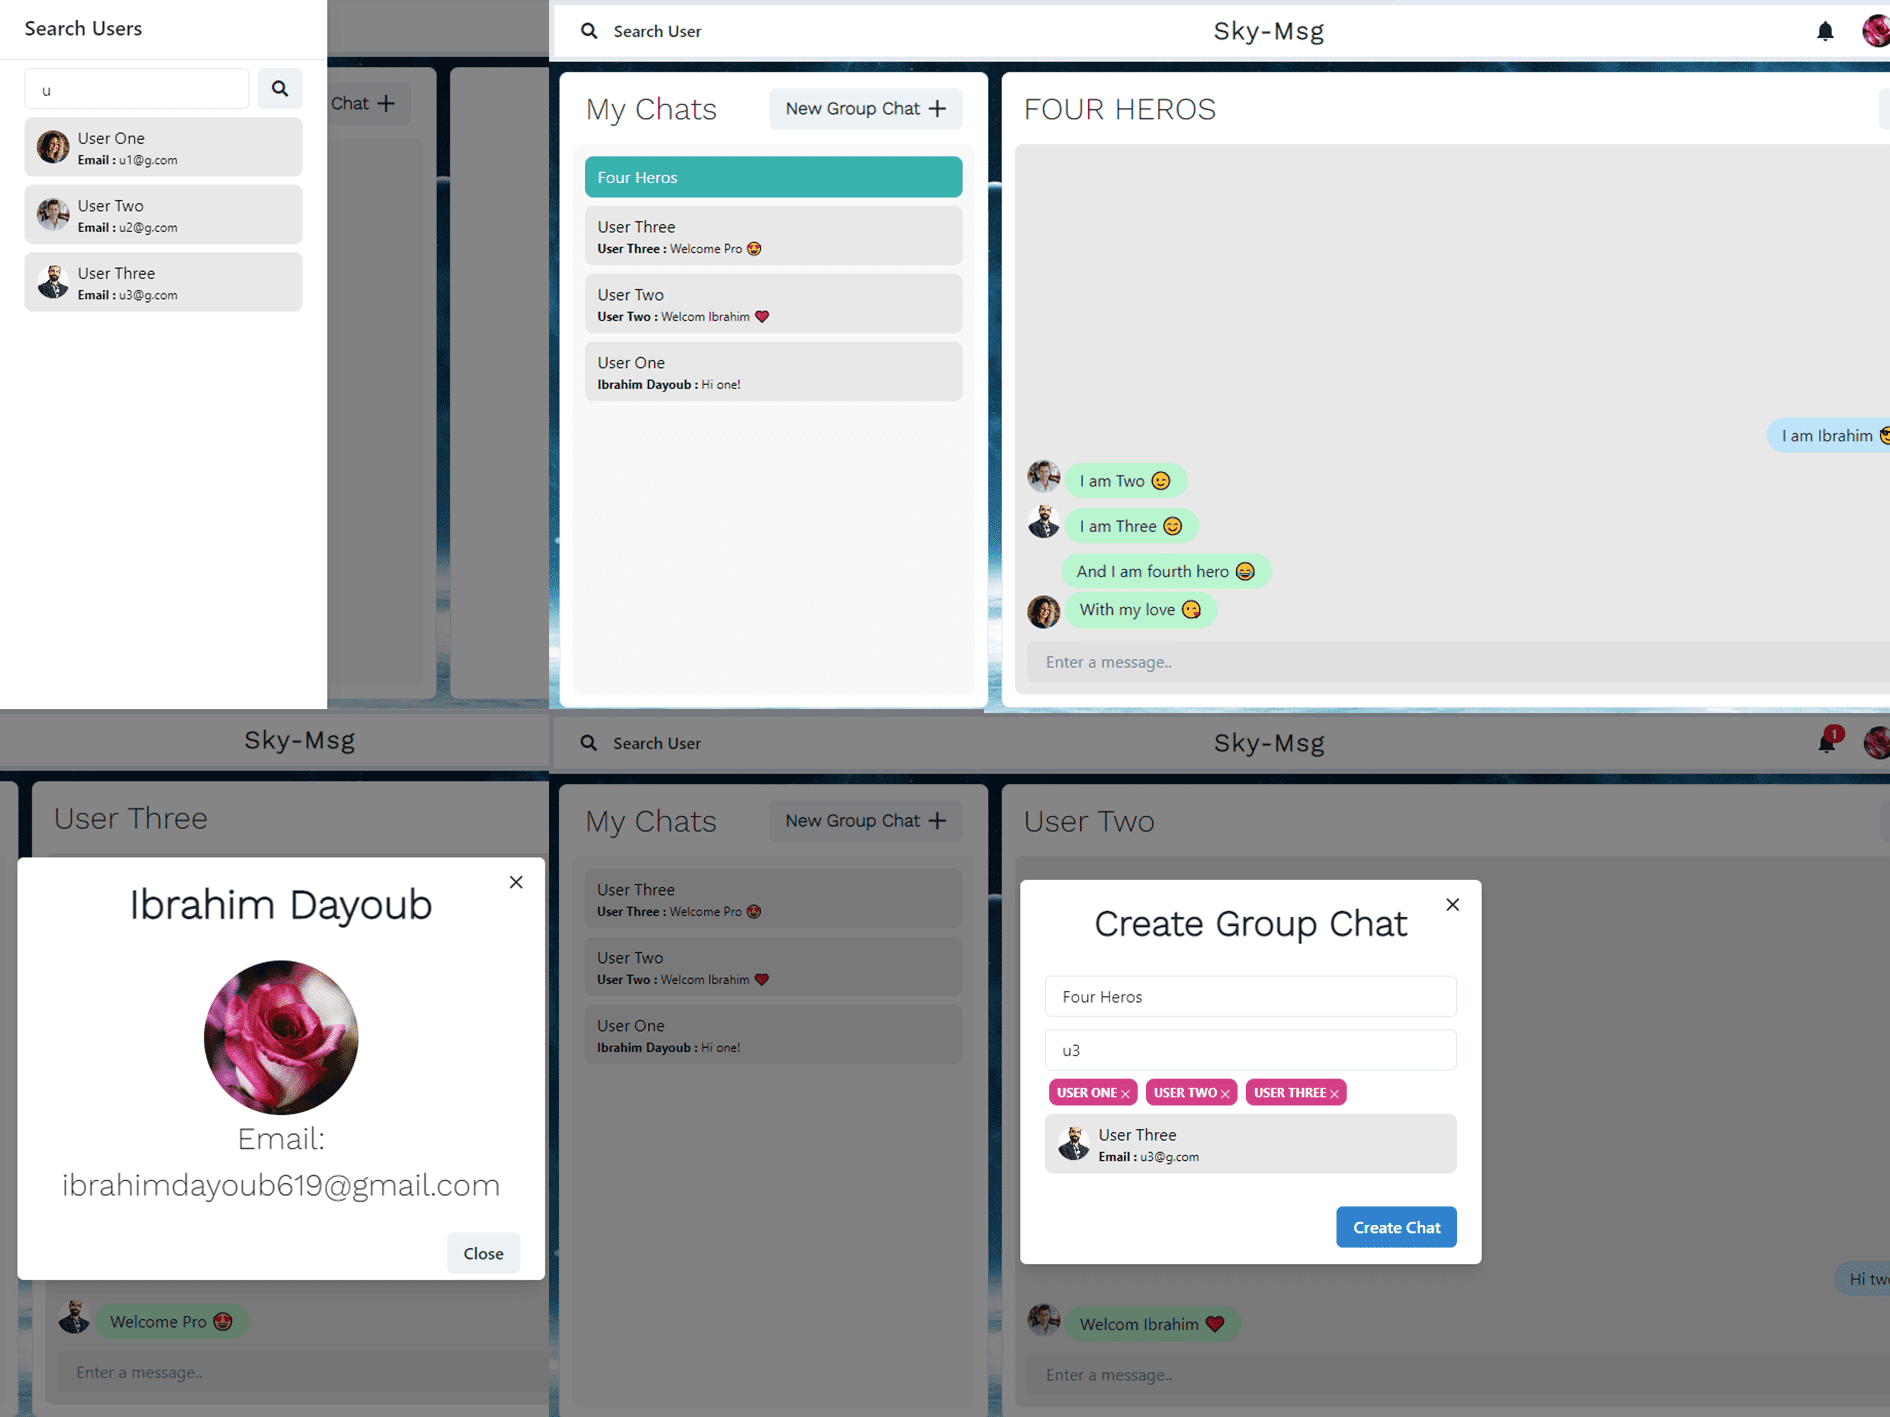 Search Users
u
User One
Email : u1@g.com
User Two
Email : u2@g.com
User Three
Email : u3@g.com
Chat
Search User
Sky-Msg
My Chats
New Group Chat
Four Heros
User Three
User Three : Welcome Pro 😍
User Two
User Two : Welcom Ibrahim ❤
User One
Ibrahim Dayoub : Hi one!
FOUR HEROS
I am Ibrahim 😎
I am Two 😉
I am Three 😊
And I am fourth hero 😁
With my love 😘
Enter a message..
Sky-Msg
User Three
Ibrahim Dayoub
Email:
ibrahimdayoub619@gmail.com
Close
Welcome Pro 😍
Enter a message..
Search User
Sky-Msg
1
My Chats
New Group Chat
User Three
User Three : Welcome Pro 😍
User Two
User Two : Welcom Ibrahim ❤
User One
Ibrahim Dayoub : Hi one!
User Two
Create Group Chat
Four Heros
u3
USER ONE
USER TWO
USER THREE
User Three
Email : u3@g.com
Create Chat
Hi tw
Welcom Ibrahim ❤
Enter a message..